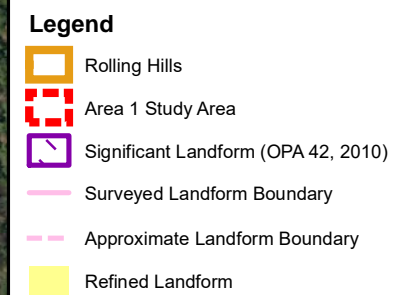 Legend
Rolling Hills
Area 1 Study Area
Significant Landform (OPA 42, 2010)
Surveyed Landform Boundary
Approximate Landform Boundary
Refined Landform